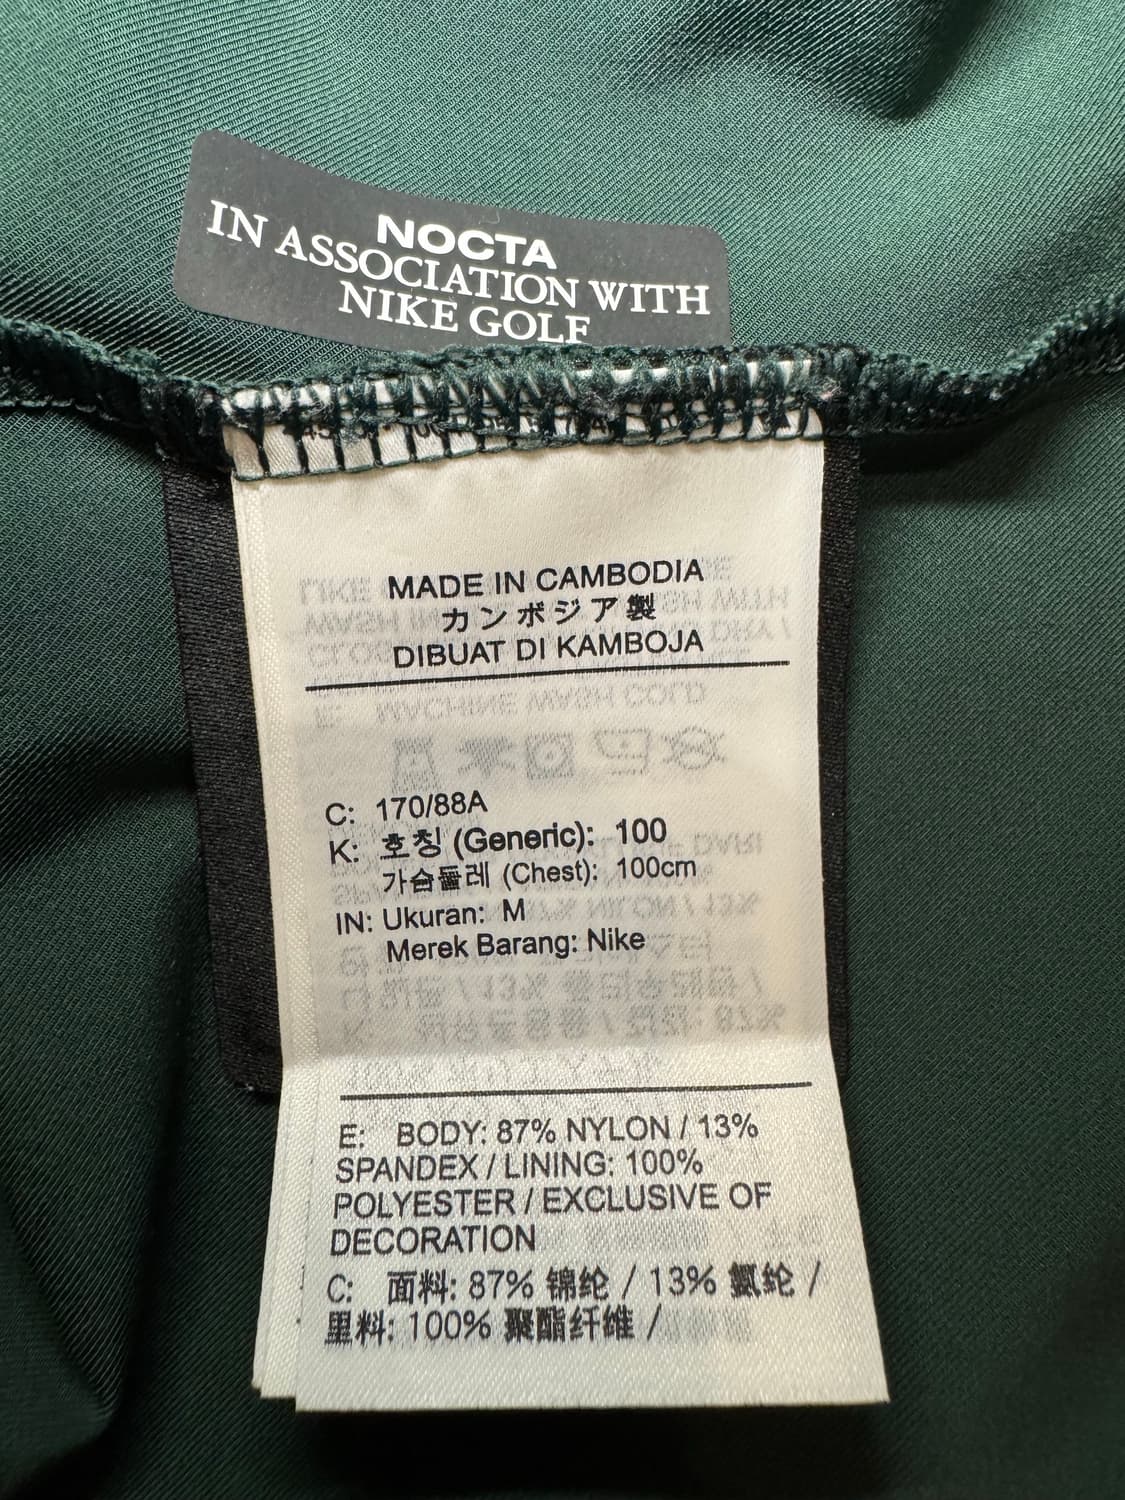 NOCTA
IN ASSOCIATION WITH
NIKE GOLF
MADE IN CAMBODIA
カンボジア製
DIBUAT DI KAMBOJA
C: 170/88A
K: 호칭 (Generic): 100
가슴둘레 (Chest): 100cm
IN: Ukuran: M
Merek Barang: Nike
E: BODY: 87% NYLON / 13%
SPANDEX / LINING: 100%
POLYESTER / EXCLUSIVE OF
DECORATION
C: 面料: 87% 锦纶 / 13% 氨纶 /
里料: 100% 聚酯纤维 /